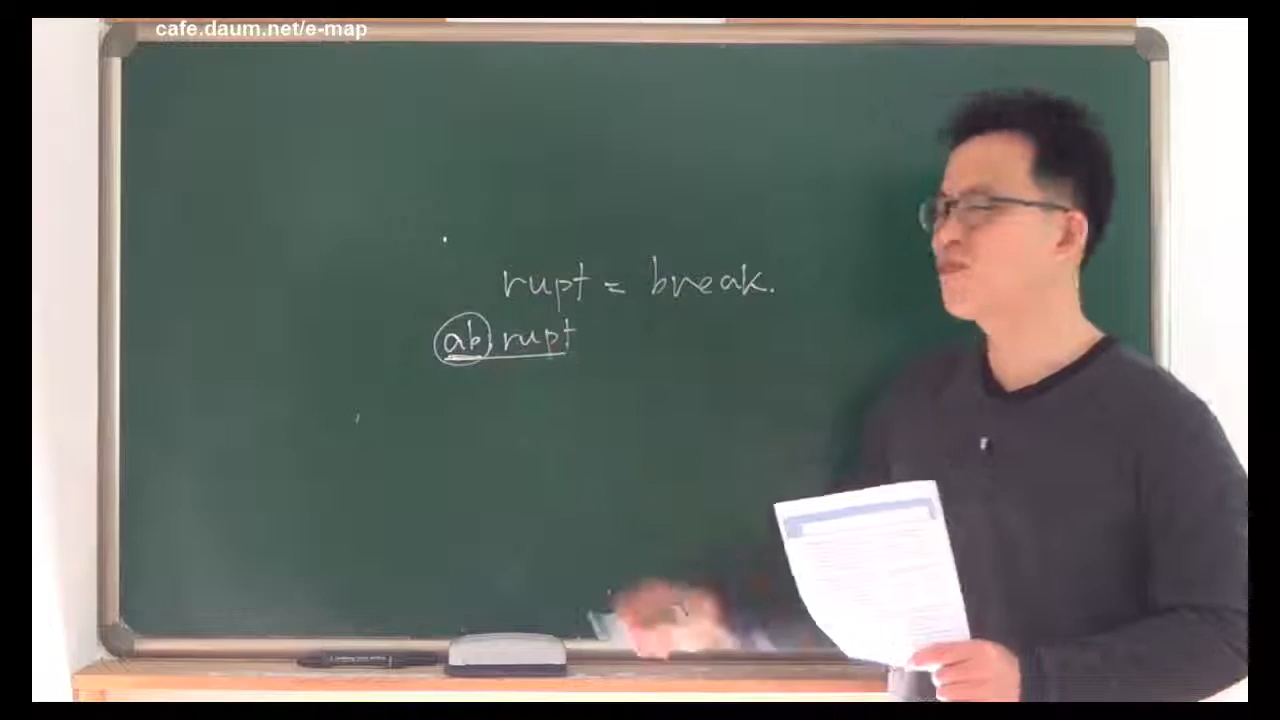 cafe.daum.net/e-map
rupt = break.
ab rupt